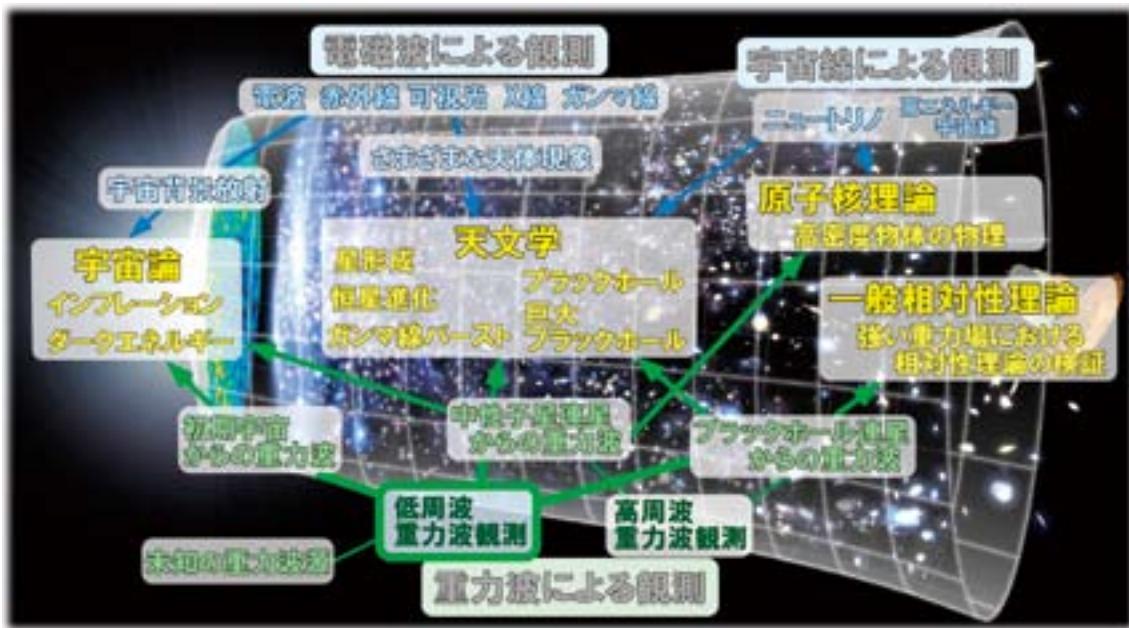 電磁波による観測
宇宙線による観測
電波 赤外線 可視光 X線 ガンマ線
ニュートリノ
高エネルギー
宇宙線
さまざまな天体現象
宇宙背景放射
原子核理論
高密度物体の物理
宇宙論
インフレーション
ダークエネルギー
天文学
星形成
恒星進化
ガンマ線バースト
ブラックホール
巨大
ブラックホール
一般相対性理論
強い重力場における
相対性理論の検証
初期宇宙
からの重力波
中性子星連星
からの重力波
ブラックホール連星
からの重力波
低周波
重力波観測
高周波
重力波観測
未知の重力波源
重力波による観測